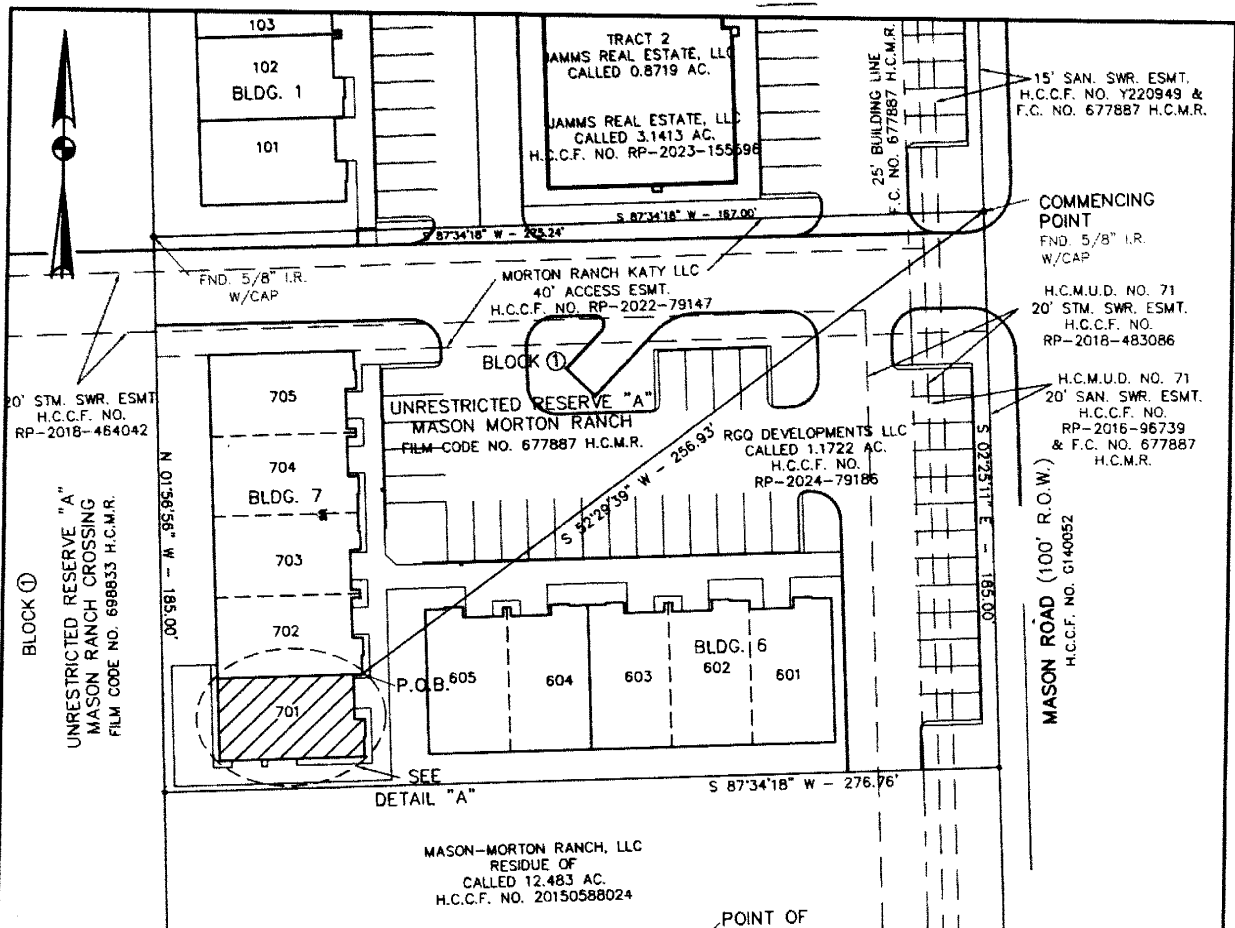 103
102
BLDG. 1
101
TRACT 2
JAMMS REAL ESTATE, LLC
CALLED 0.8719 AC.
JAMMS REAL ESTATE, LLC
CALLED 3.1413 AC.
H.C.C.F. NO. RP-2023-155696
25' BUILDING LINE
F.C. NO. 677887 H.C.M.R.
15' SAN. SWR. ESMT.
H.C.C.F. NO. Y220949 &
F.C. NO. 677887 H.C.M.R.
COMMENCING
POINT
FND. 5/8" I.R.
W/CAP
S 87°34'18" W - 167.00'
S 87°34'18" W - 275.24'
FND. 5/8" I.R.
W/CAP
MORTON RANCH KATY LLC
40' ACCESS ESMT.
H.C.C.F. NO. RP-2022-79147
H.C.M.U.D. NO. 71
20' STM. SWR. ESMT.
H.C.C.F. NO.
RP-2018-483086
H.C.M.U.D. NO. 71
20' SAN. SWR. ESMT.
H.C.C.F. NO.
RP-2016-96739
& F.C. NO. 677887
H.C.M.R.
20' STM. SWR. ESMT
H.C.C.F. NO.
RP-2018-464042
BLOCK 1
UNRESTRICTED RESERVE "A"
MASON MORTON RANCH
FILM CODE NO. 677887 H.C.M.R.
RGQ DEVELOPMENTS LLC
CALLED 1.1722 AC.
H.C.C.F. NO.
RP-2024-79186
S 52°29'39" W - 256.93'
705
704
BLDG. 7
703
702
701
N 01°56'56" W - 185.00'
BLOCK 1
UNRESTRICTED RESERVE "A"
MASON RANCH CROSSING
FILM CODE NO. 698833 H.C.M.R.
S 02°25'11" E - 185.00'
MASON ROAD (100' R.O.W.)
H.C.C.F. NO. G140052
P.O.B.
605
604
603
BLDG. 6
602
601
SEE
DETAIL "A"
S 87°34'18" W - 276.76'
MASON-MORTON RANCH, LLC
RESIDUE OF
CALLED 12.483 AC.
H.C.C.F. NO. 20150588024
POINT OF